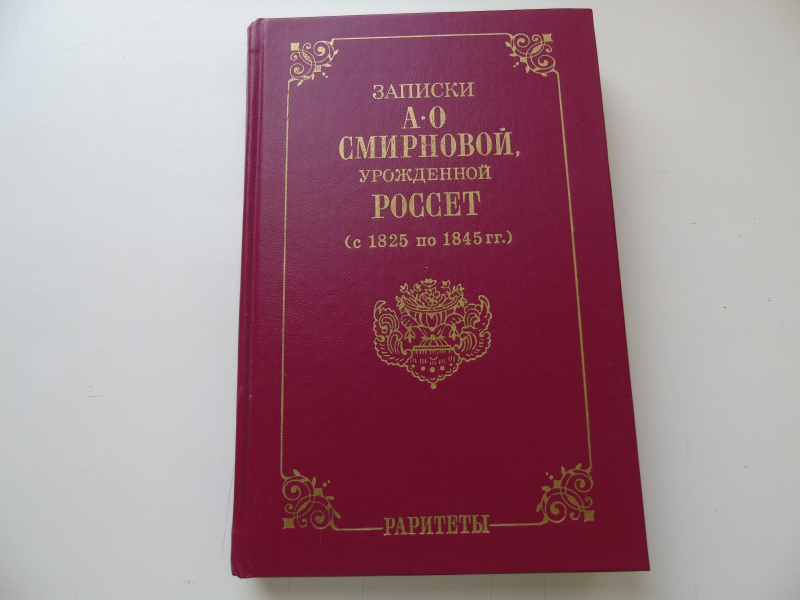 ЗАПИСКИ
А·О
СМИРНОВОЙ,
УРОЖДЕННОЙ
РОССЕТ
(с 1825 по 1845 гг.)
РАРИТЕТЫ